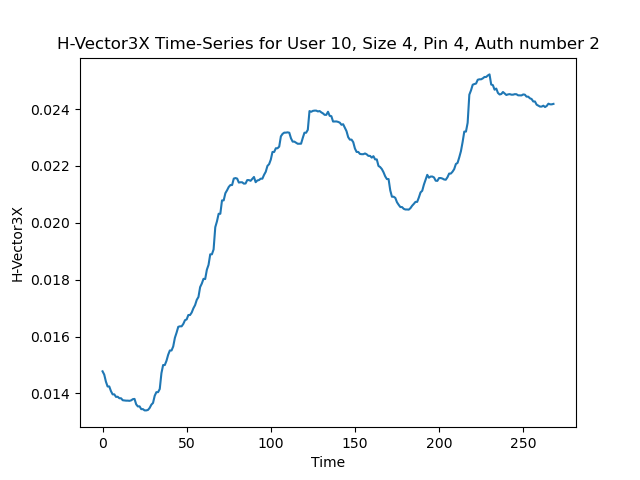 H-Vector3X Time-Series for User 10, Size 4, Pin 4, Auth number 2
H-Vector3X
0.024
0.022
0.020
0.018
0.016
0.014
0 50 100 150 200 250
Time